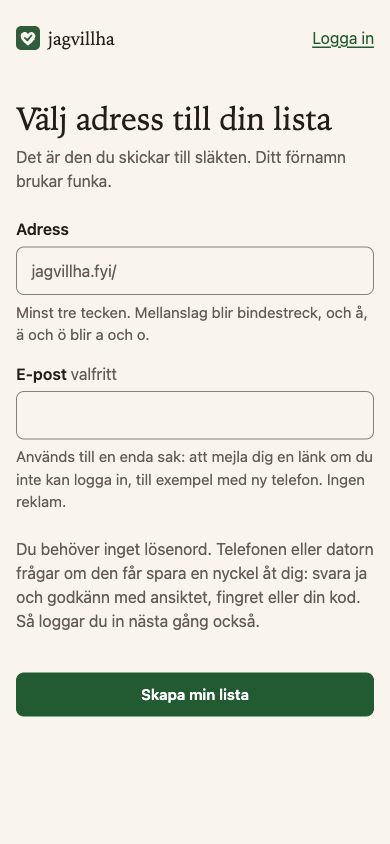 jagvillha
Logga in
Välj adress till din lista
Det är den du skickar till släkten. Ditt förnamn
brukar funka.
Adress
jagvillha.fyi/
Minst tre tecken. Mellanslag blir bindestreck, och å,
ä och ö blir a och o.
E-post valfritt
Används till en enda sak: att mejla dig en länk om du
inte kan logga in, till exempel med ny telefon. Ingen
reklam.
Du behöver inget lösenord. Telefonen eller datorn
frågar om den får spara en nyckel åt dig: svara ja
och godkänn med ansiktet, fingret eller din kod.
Så loggar du in nästa gång också.
Skapa min lista